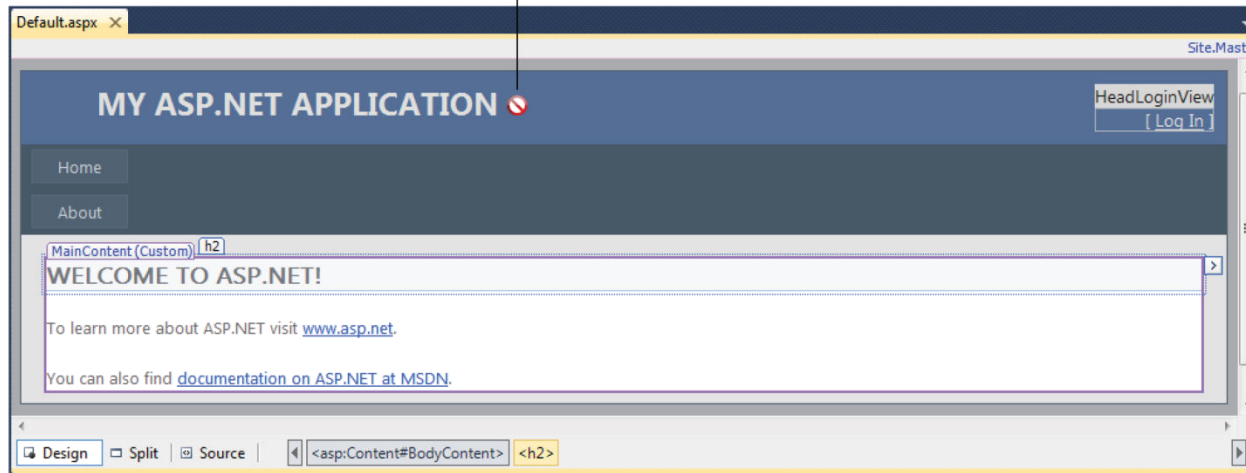 Default.aspx
Site.Mast
MY ASP.NET APPLICATION
HeadLoginView
[ Log In ]
Home
About
MainContent (Custom) h2
WELCOME TO ASP.NET!
To learn more about ASP.NET visit www.asp.net.
You can also find documentation on ASP.NET at MSDN.
Design Split Source <asp:Content#BodyContent> <h2>